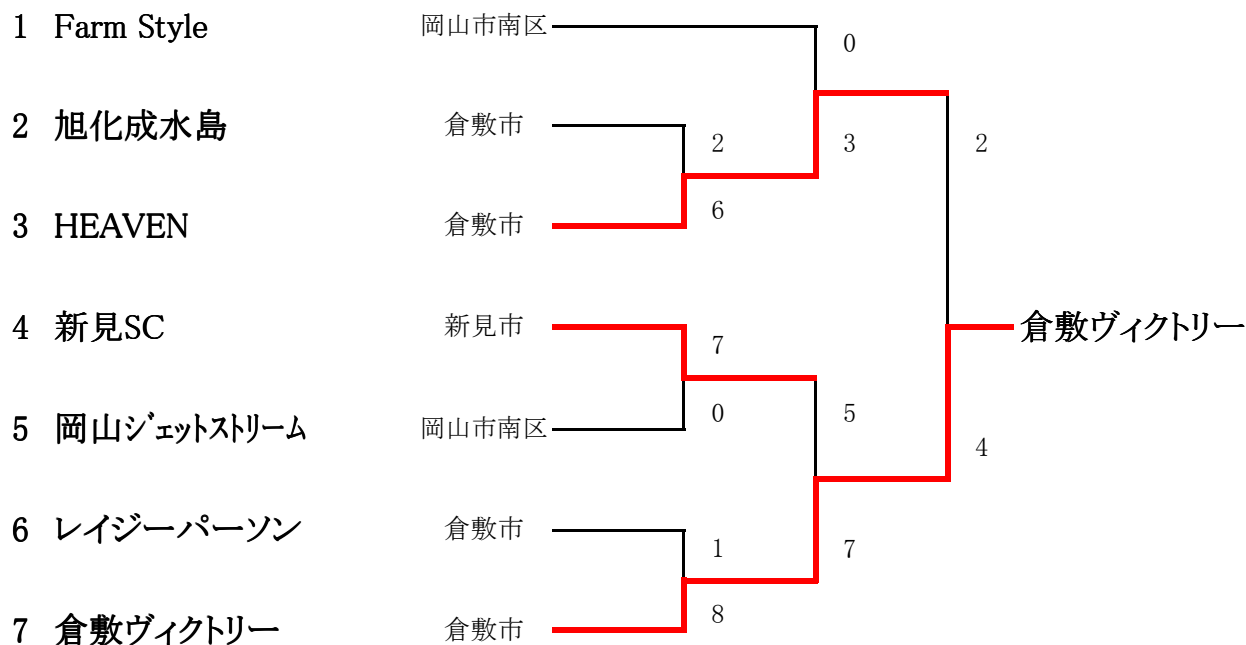 1 Farm Style 岡山市南区
0
2 旭化成水島 倉敷市
2 3 2
3 HEAVEN 倉敷市
6
4 新見SC 新見市
倉敷ヴィクトリー
7
5 岡山ジェットストリーム 岡山市南区
0 5
4
6 レイジーパーソン 倉敷市
1 7
8
7 倉敷ヴィクトリー 倉敷市